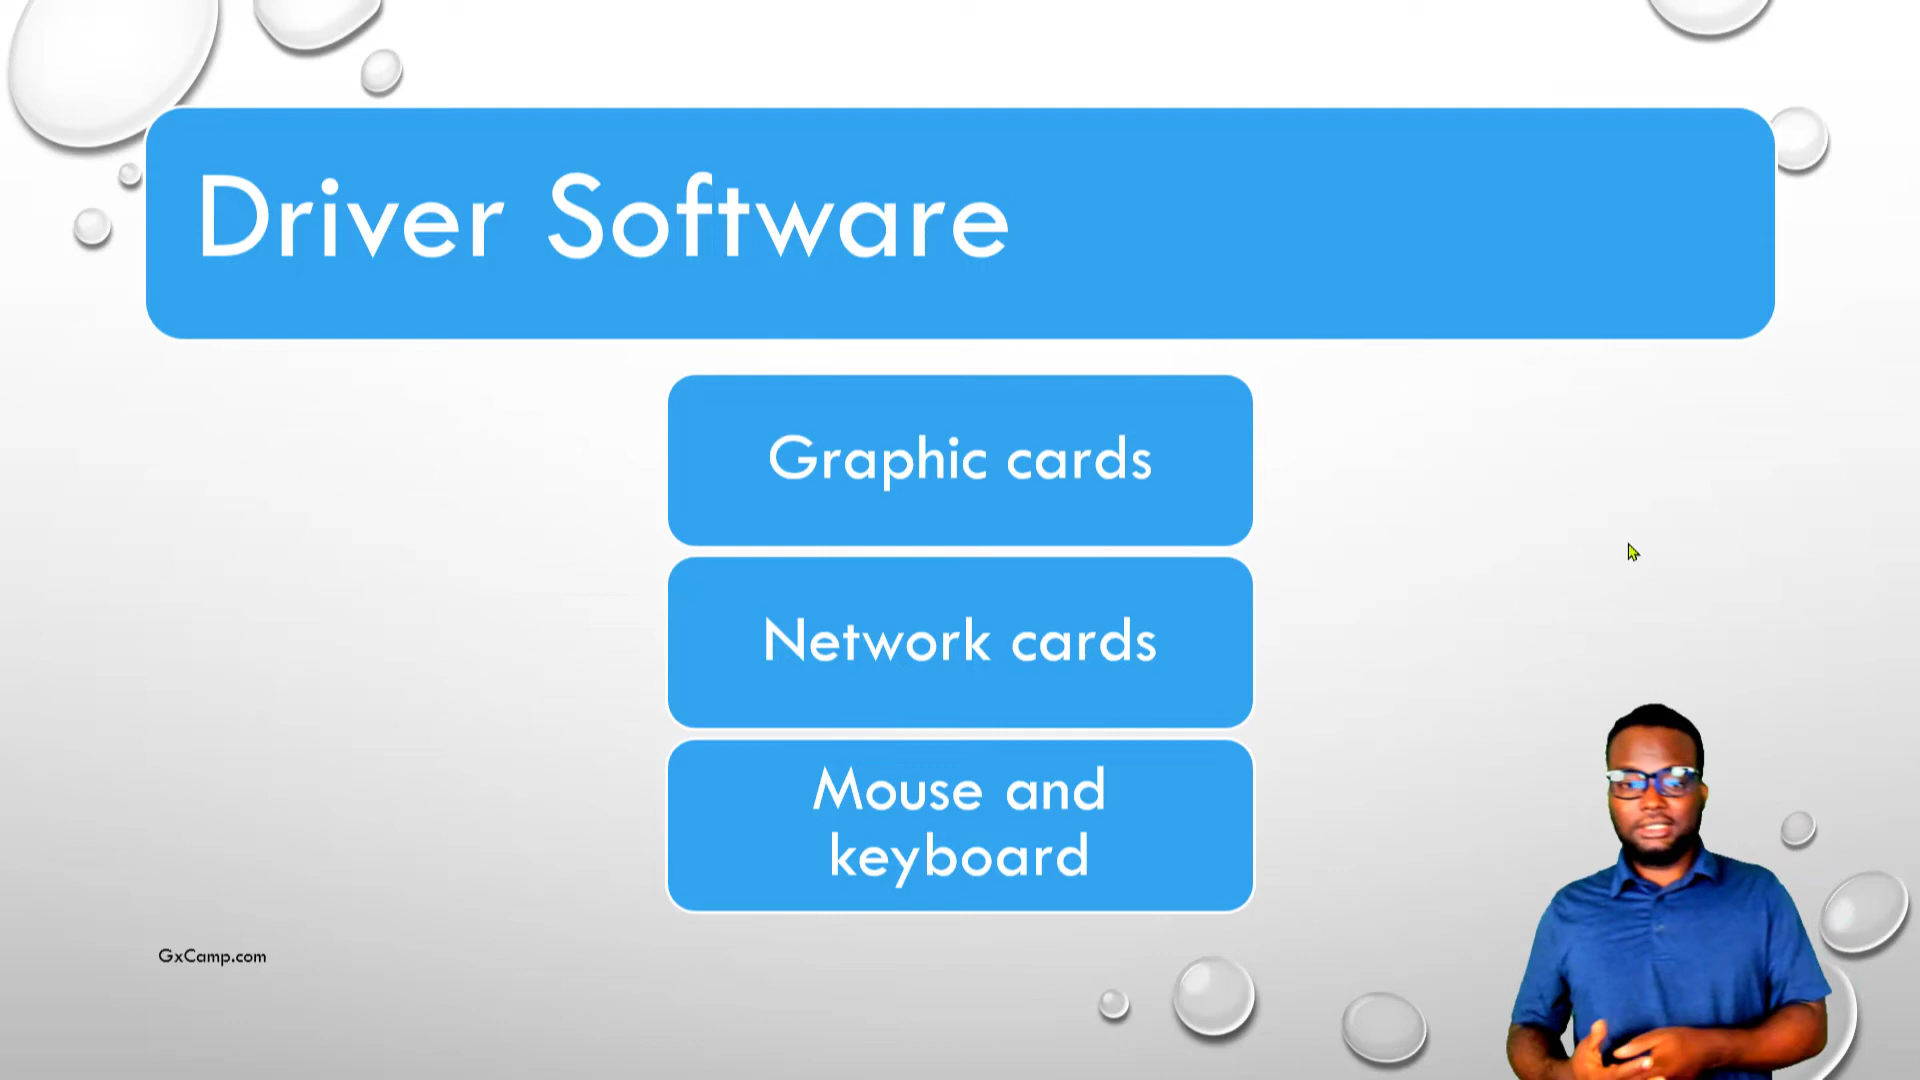 Driver Software
Graphic cards
Network cards
Mouse and
keyboard
GxCamp.com